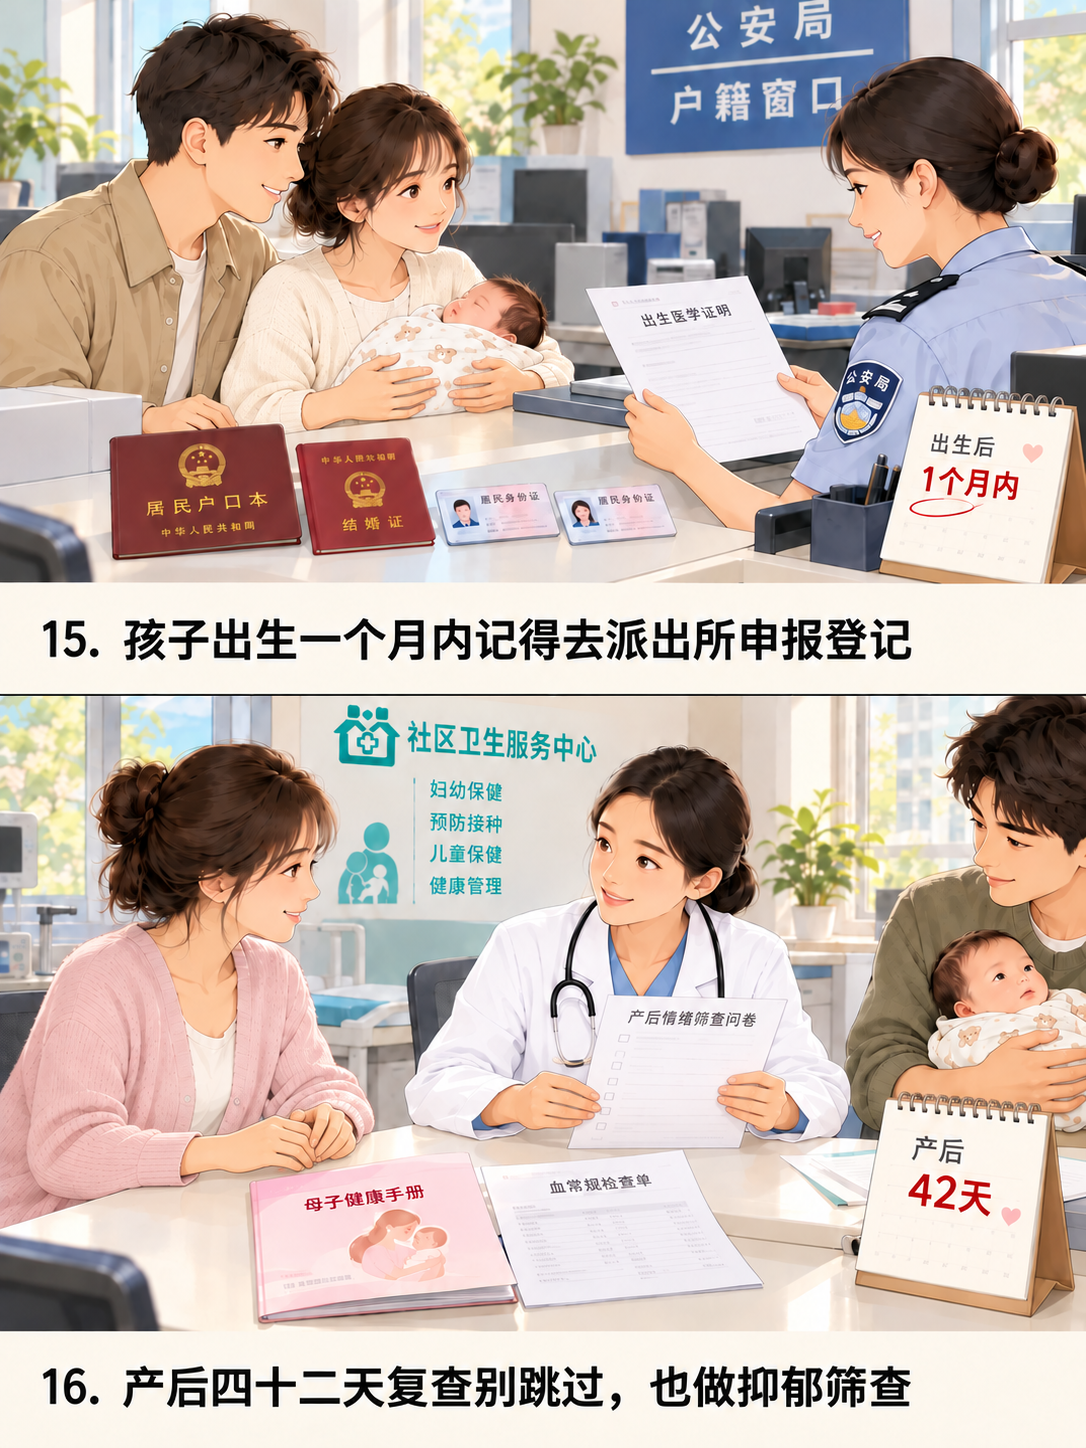 公安局
户籍窗口
出生医学证明
公安局
出生后
1个月内
居民户口本
中华人民共和国
结婚证
居民身份证
居民身份证
15. 孩子出生一个月内记得去派出所申报登记
社区卫生服务中心
妇幼保健
预防接种
儿童保健
健康管理
产后情绪筛查问卷
产后
42天
母子健康手册
血常规检查单
16. 产后四十二天复查别跳过，也做抑郁筛查